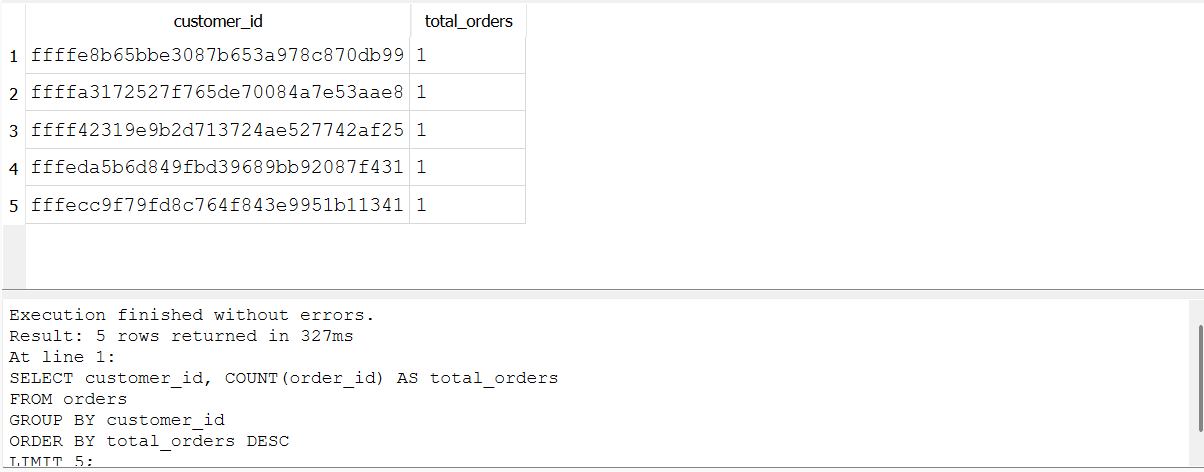 customer_id total_orders
1 ffffe8b65bbe3087b653a978c870db99 1
2 ffffa3172527f765de70084a7e53aae8 1
3 ffff42319e9b2d713724ae527742af25 1
4 fffeda5b6d849fbd39689bb92087f431 1
5 fffecc9f79fd8c764f843e9951b11341 1
Execution finished without errors.
Result: 5 rows returned in 327ms
At line 1:
SELECT customer_id, COUNT(order_id) AS total_orders
FROM orders
GROUP BY customer_id
ORDER BY total_orders DESC
LIMIT 5;